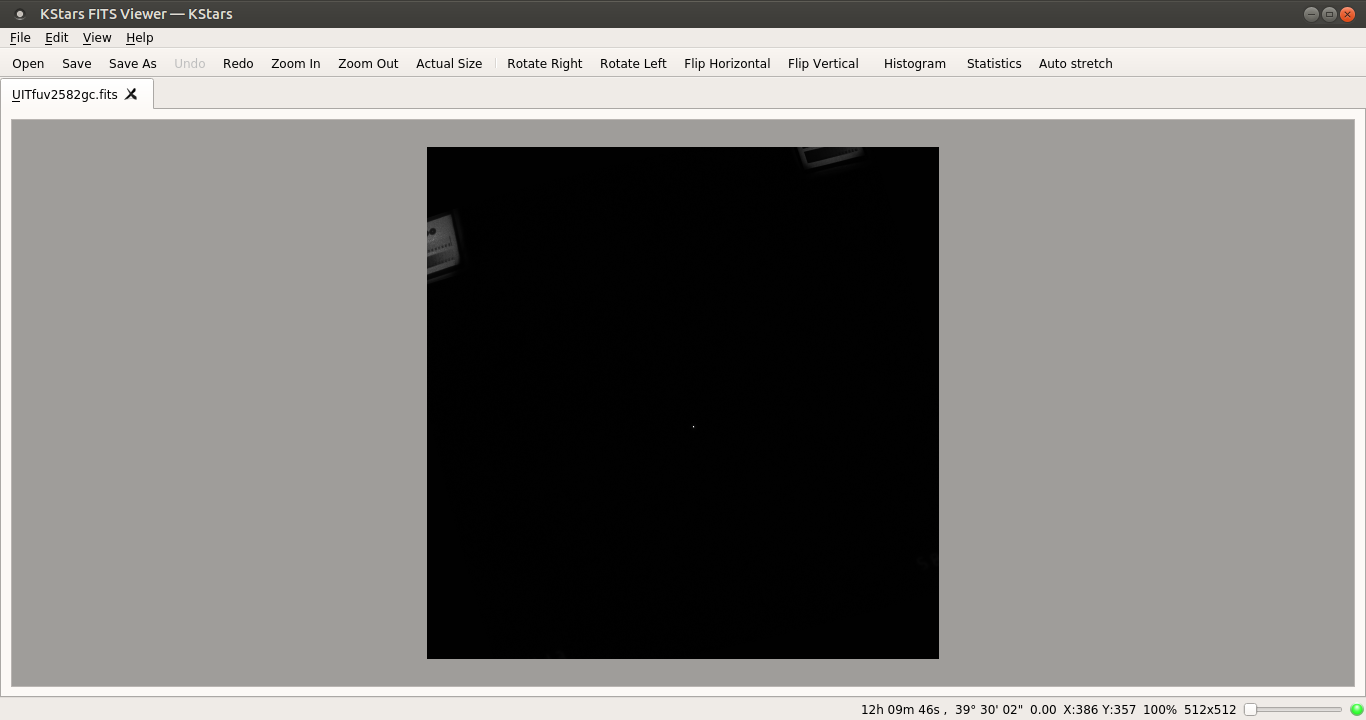 KStars FITS Viewer — KStars
File Edit View Help
Open Save Save As Undo Redo Zoom In Zoom Out Actual Size Rotate Right Rotate Left Flip Horizontal Flip Vertical Histogram Statistics Auto stretch
UITfuv2582gc.fits
12h 09m 46s , 39° 30' 02" 0.00 X:386 Y:357 100% 512x512